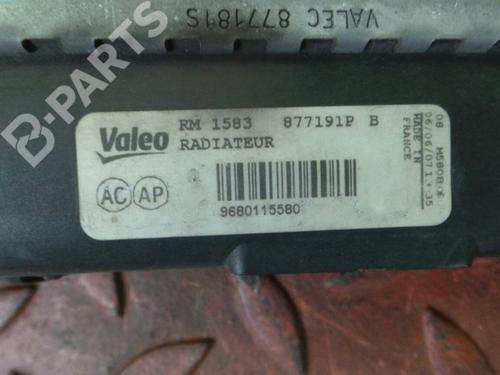 VALEC 877181S
B-PARTS
Valeo
RM 1583 877191P B
RADIATEUR
AC AP
9680115580
MADE IN
FRANCE